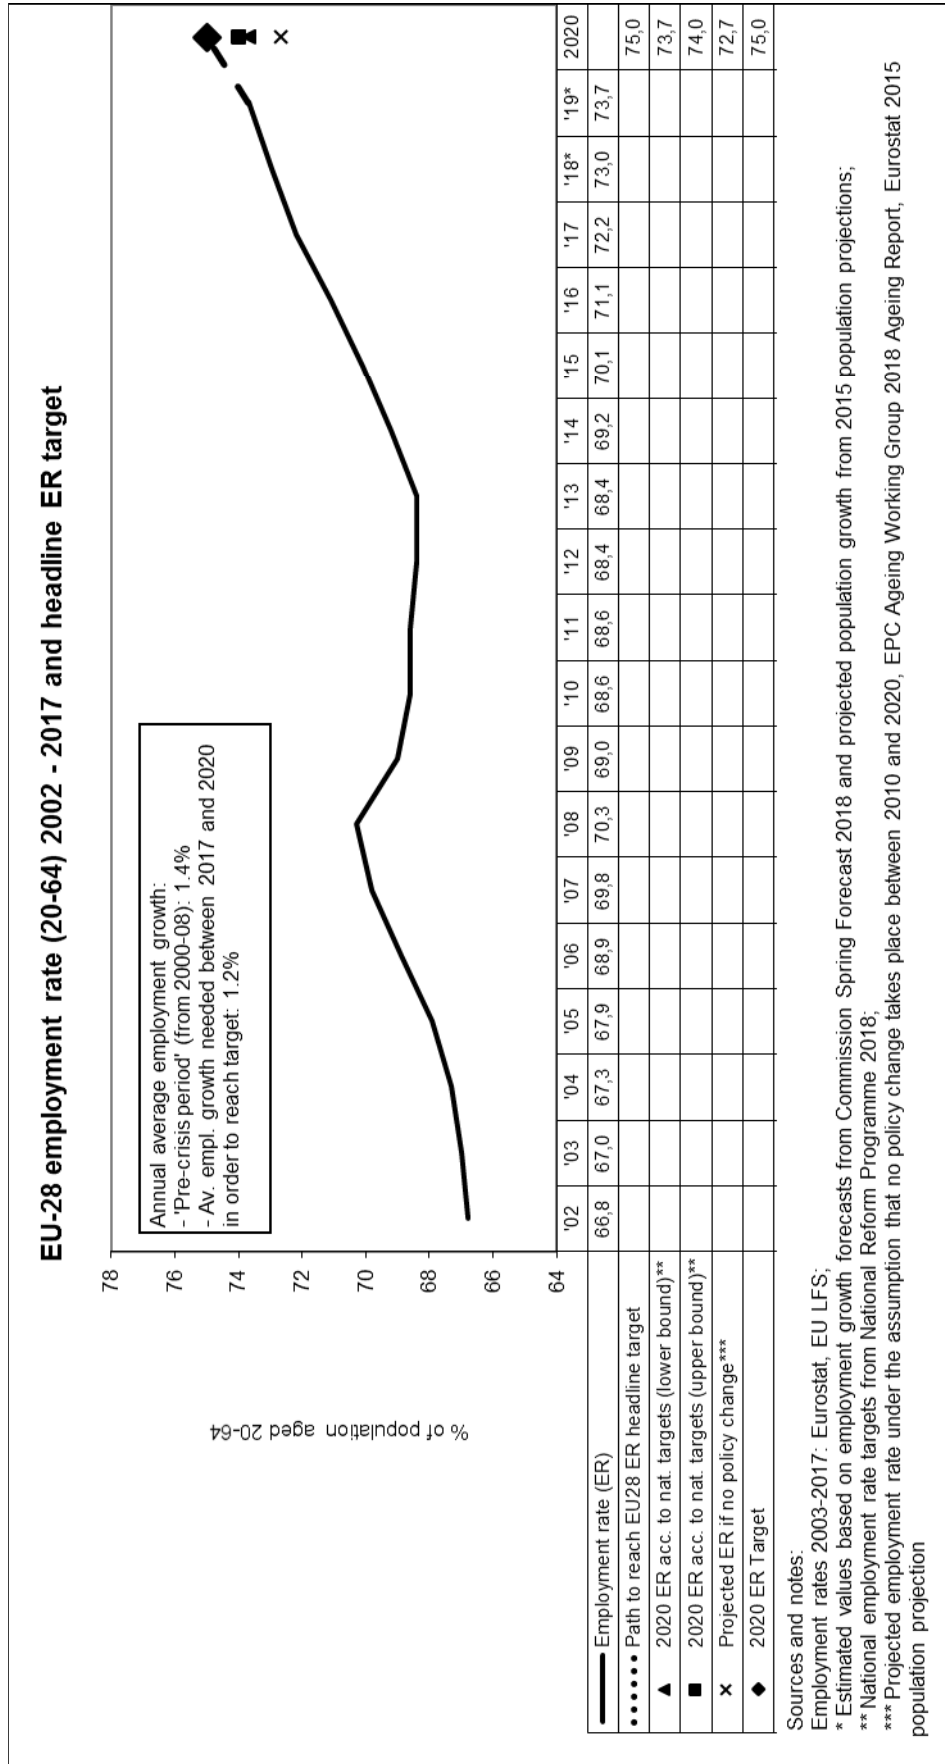 EU-28 employment rate (20-64) 2002 - 2017 and headline ER target
% of population aged 20-64
78
76
74
72
70
68
66
64
Annual average employment growth:
- 'Pre-crisis period' (from 2000-08): 1.4%
- Av. empl. growth needed between 2017 and 2020
in order to reach target: 1.2%
'02 '03 '04 '05 '06 '07 '08 '09 '10 '11 '12 '13 '14 '15 '16 '17 '18* '19* 2020
Employment rate (ER) 66,8 67,0 67,3 67,9 68,9 69,8 70,3 69,0 68,6 68,6 68,4 68,4 69,2 70,1 71,1 72,2 73,0 73,7
Path to reach EU28 ER headline target 75,0
2020 ER acc. to nat. targets (lower bound)** 73,7
2020 ER acc. to nat. targets (upper bound)** 74,0
Projected ER if no policy change*** 72,7
2020 ER Target 75,0
Sources and notes:
Employment rates 2003-2017: Eurostat, EU LFS;
* Estimated values based on employment growth forecasts from Commission Spring Forecast 2018 and projected population growth from 2015 population projections;
** National employment rate targets from National Reform Programme 2018;
*** Projected employment rate under the assumption that no policy change takes place between 2010 and 2020, EPC Ageing Working Group 2018 Ageing Report, Eurostat 2015
population projection